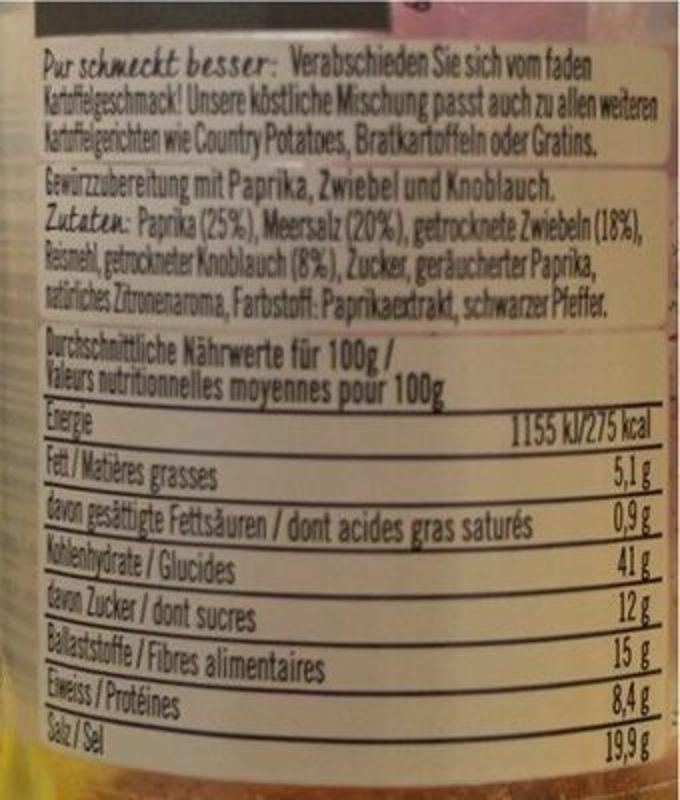 Pur schmeckt besser: Verabschieden Sie sich vom faden
Kartoffelgeschmack! Unsere köstliche Mischung passt auch zu allen weiteren
Kartoffelgerichten wie Country Potatoes, Bratkartoffeln oder Gratins.
Gewürzzubereitung mit Paprika, Zwiebel und Knoblauch.
Zutaten: Paprika (25%), Meersalz (20%), getrocknete Zwiebeln (18%),
Reismehl, getrockneter Knoblauch (8%), Zucker, geräucherter Paprika,
natürliches Zitronenaroma, Farbstoff: Paprikaextrakt, schwarzer Pfeffer.
Durchschnittliche Nährwerte für 100g /
Valeurs nutritionnelles moyennes pour 100g
Energie 1155 kJ/275 kcal
Fett / Matières grasses 5,1 g
davon gesättigte Fettsäuren / dont acides gras saturés 0,9 g
Kohlenhydrate / Glucides 41 g
davon Zucker / dont sucres 12 g
Ballaststoffe / Fibres alimentaires 15 g
Eiweiss / Protéines 8,4 g
Salz / Sel 19,9 g